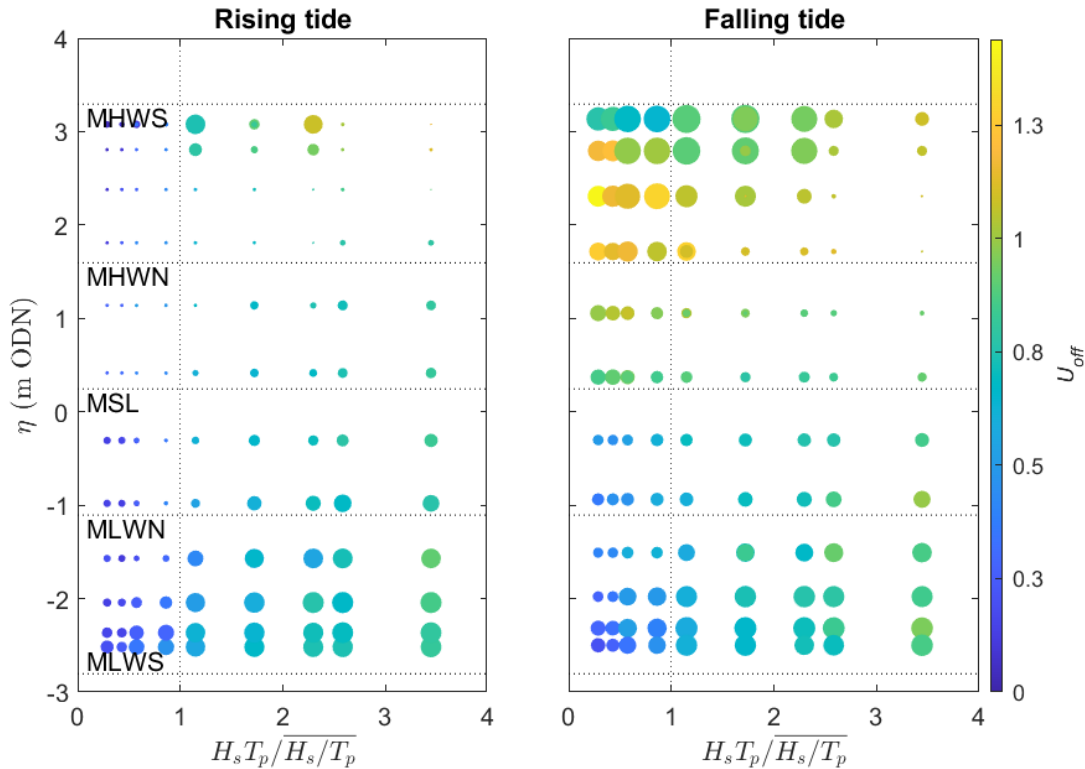 Rising tide
Falling tide
4
3
2
1
0
-1
-2
-3
η (m ODN)
MHWS
MHWN
MSL
MLWN
MLWS
0
1
2
3
4
H_sT_p/\overline{H_s/T_p}
0
1
2
3
4
H_sT_p/\overline{H_s/T_p}
1.3
1
0.8
0.5
0.3
0
U_off